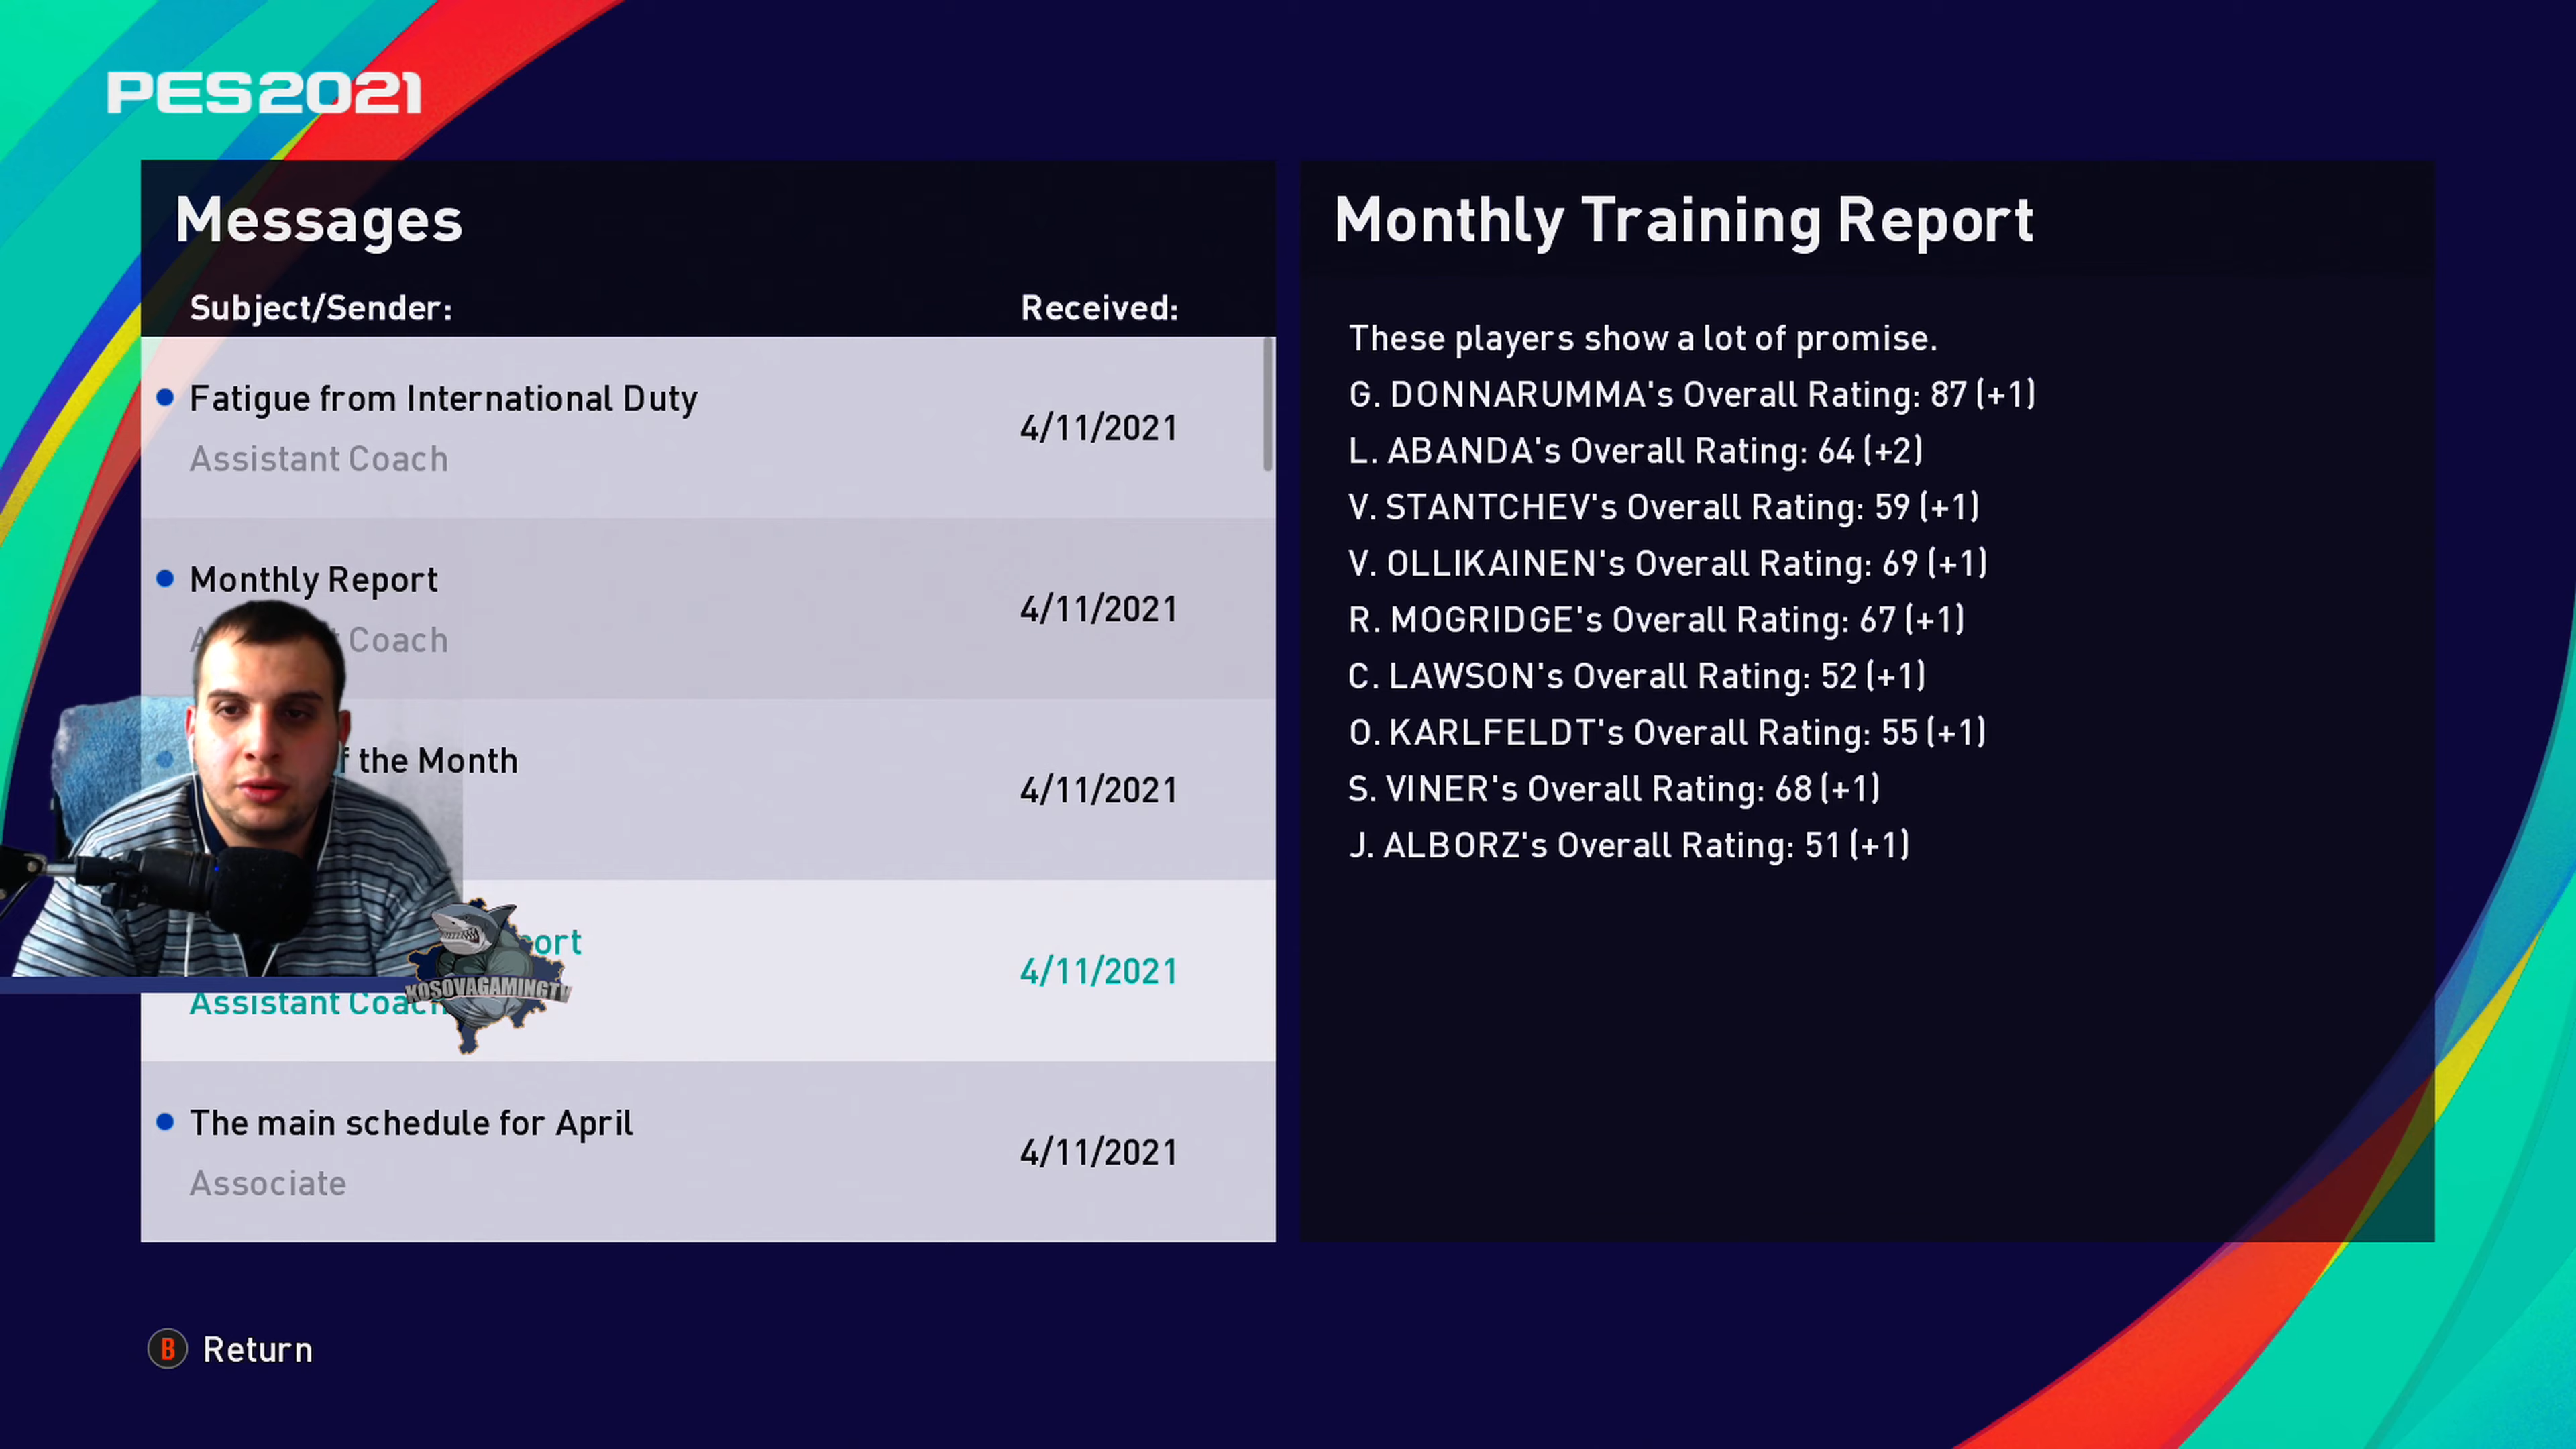 PES2021
Messages
Subject/Sender:
Received:
Fatigue from International Duty
Assistant Coach
4/11/2021
Monthly Report
Coach
4/11/2021
the Month
4/11/2021
Assistant Coach
4/11/2021
The main schedule for April
Associate
4/11/2021
KOSOVAGAMINGTV
B Return
Monthly Training Report
These players show a lot of promise.
G. DONNARUMMA's Overall Rating: 87 (+1)
L. ABANDA's Overall Rating: 64 (+2)
V. STANTCHEV's Overall Rating: 59 (+1)
V. OLLIKAINEN's Overall Rating: 69 (+1)
R. MOGRIDGE's Overall Rating: 67 (+1)
C. LAWSON's Overall Rating: 52 (+1)
O. KARLFELDT's Overall Rating: 55 (+1)
S. VINER's Overall Rating: 68 (+1)
J. ALBORZ's Overall Rating: 51 (+1)